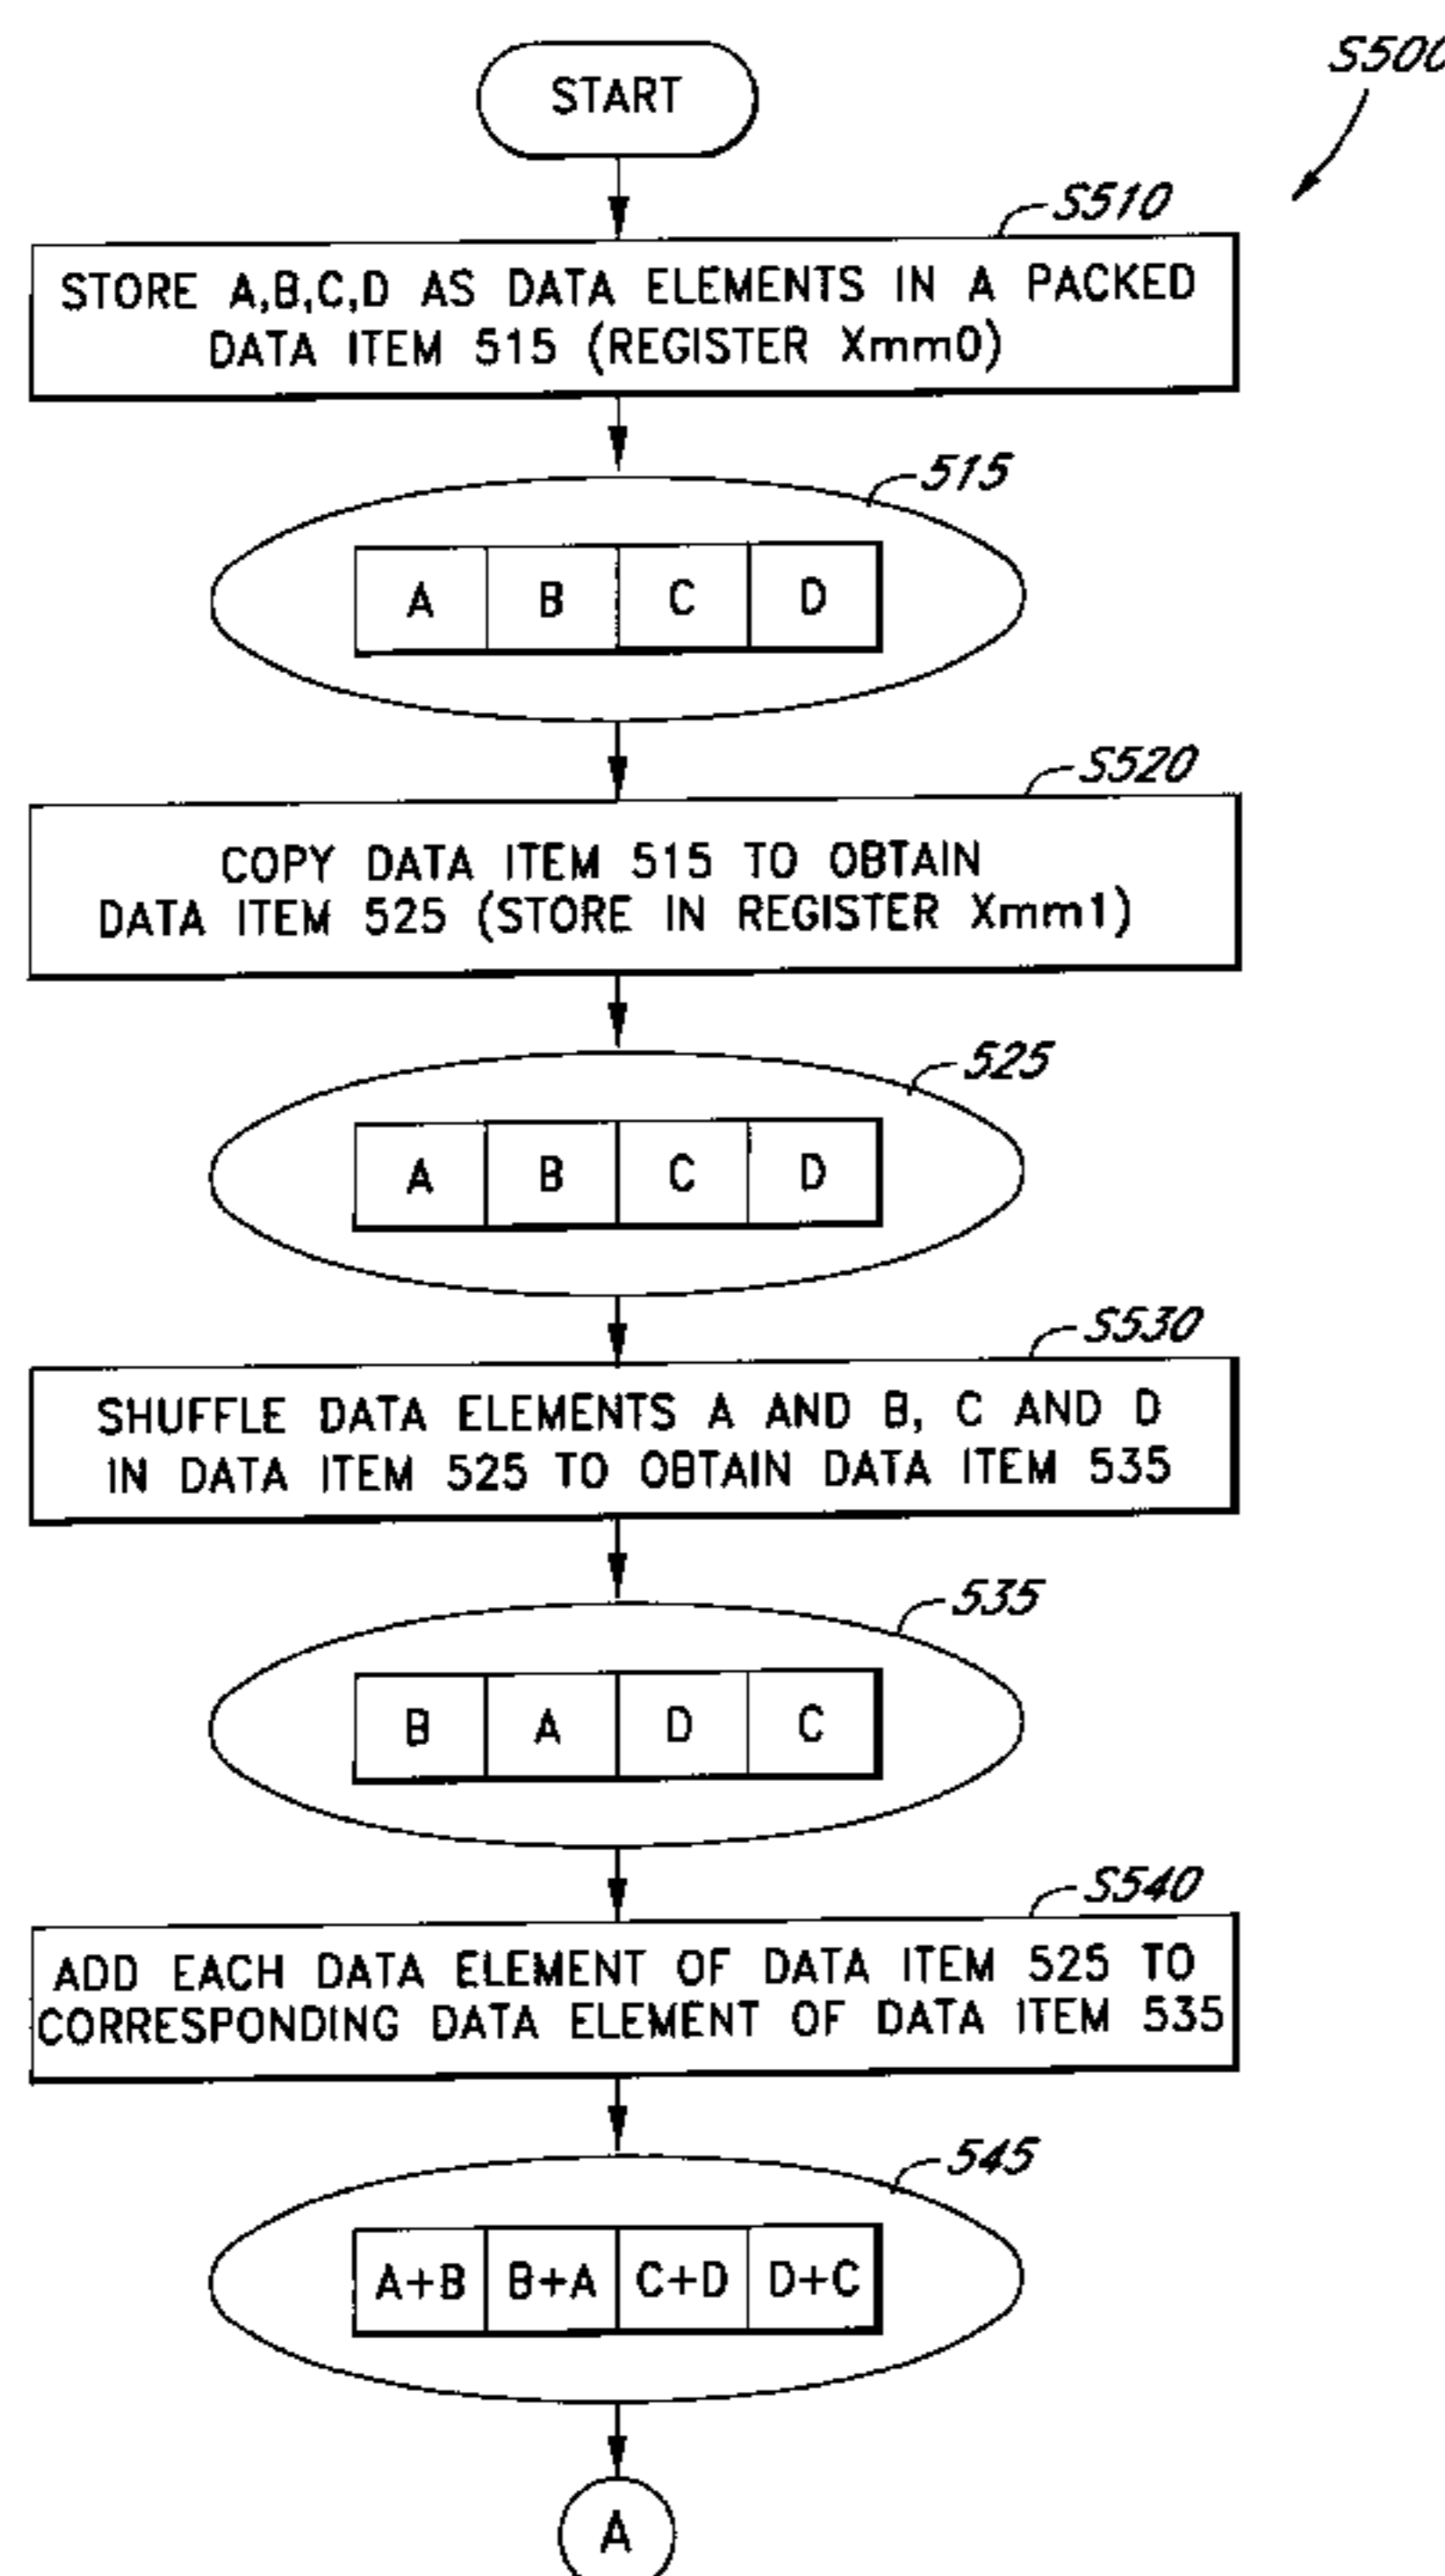 START
S500
S510
STORE A,B,C,D AS DATA ELEMENTS IN A PACKED
DATA ITEM 515 (REGISTER Xmm0)
515
A B C D
S520
COPY DATA ITEM 515 TO OBTAIN
DATA ITEM 525 (STORE IN REGISTER Xmm1)
525
A B C D
S530
SHUFFLE DATA ELEMENTS A AND B, C AND D
IN DATA ITEM 525 TO OBTAIN DATA ITEM 535
535
B A D C
S540
ADD EACH DATA ELEMENT OF DATA ITEM 525 TO
CORRESPONDING DATA ELEMENT OF DATA ITEM 535
545
A+B B+A C+D D+C
A